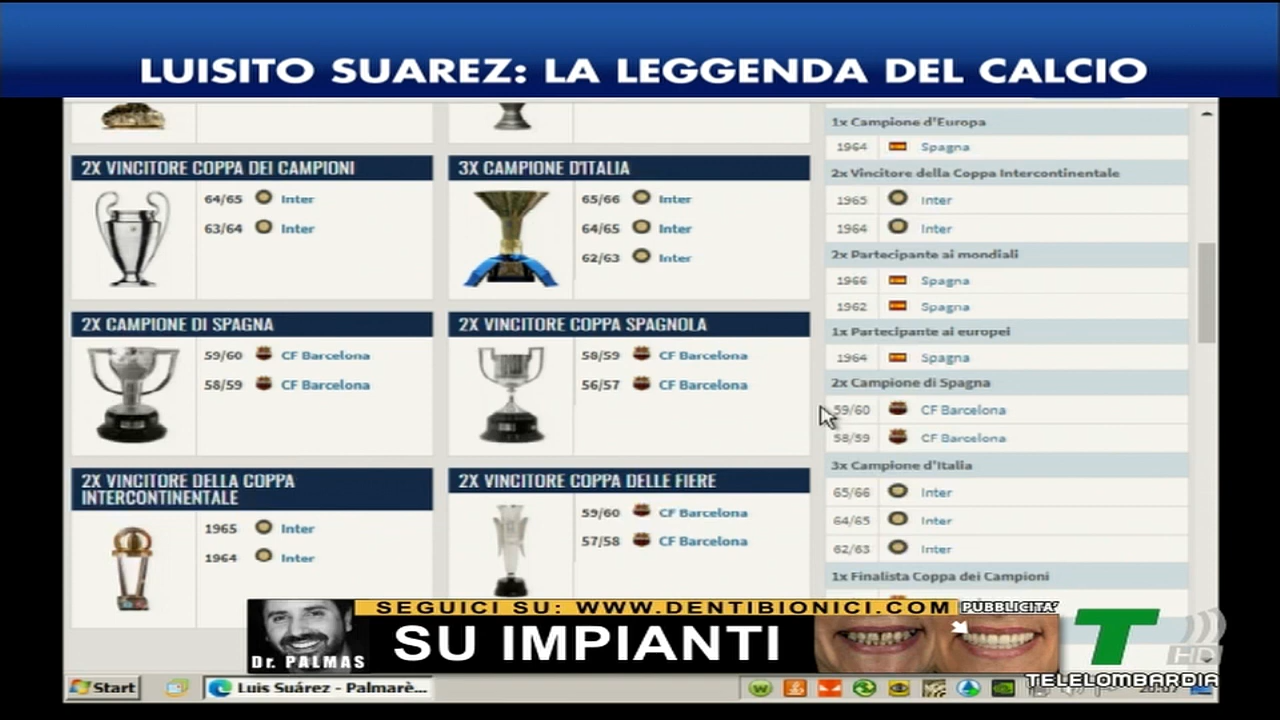 LUISITO SUAREZ: LA LEGGENDA DEL CALCIO
2X VINCITORE COPPA DEI CAMPIONI
64/65 Inter
63/64 Inter
3X CAMPIONE D'ITALIA
65/66 Inter
64/65 Inter
62/63 Inter
2X CAMPIONE DI SPAGNA
59/60 CF Barcelona
58/59 CF Barcelona
2X VINCITORE COPPA SPAGNOLA
58/59 CF Barcelona
56/57 CF Barcelona
2X VINCITORE DELLA COPPA
INTERCONTINENTALE
1965 Inter
1964 Inter
2X VINCITORE COPPA DELLE FIERE
59/60 CF Barcelona
57/58 CF Barcelona
1x Campione d'Europa
1964 Spagna
2x Vincitore della Coppa Intercontinentale
1965 Inter
1964 Inter
2x Partecipante ai mondiali
1966 Spagna
1962 Spagna
1x Partecipante ai europei
1964 Spagna
2x Campione di Spagna
59/60 CF Barcelona
58/59 CF Barcelona
3x Campione d'Italia
65/66 Inter
64/65 Inter
62/63 Inter
1x Finalista Coppa dei Campioni
SEGUICI SU: WWW.DENTIBIONICI.COM
PUBBLICITA'
Dr. PALMAS
SU IMPIANTI
T HD
TELELOMBARDIA
Start
Luis Suárez - Palmarè...